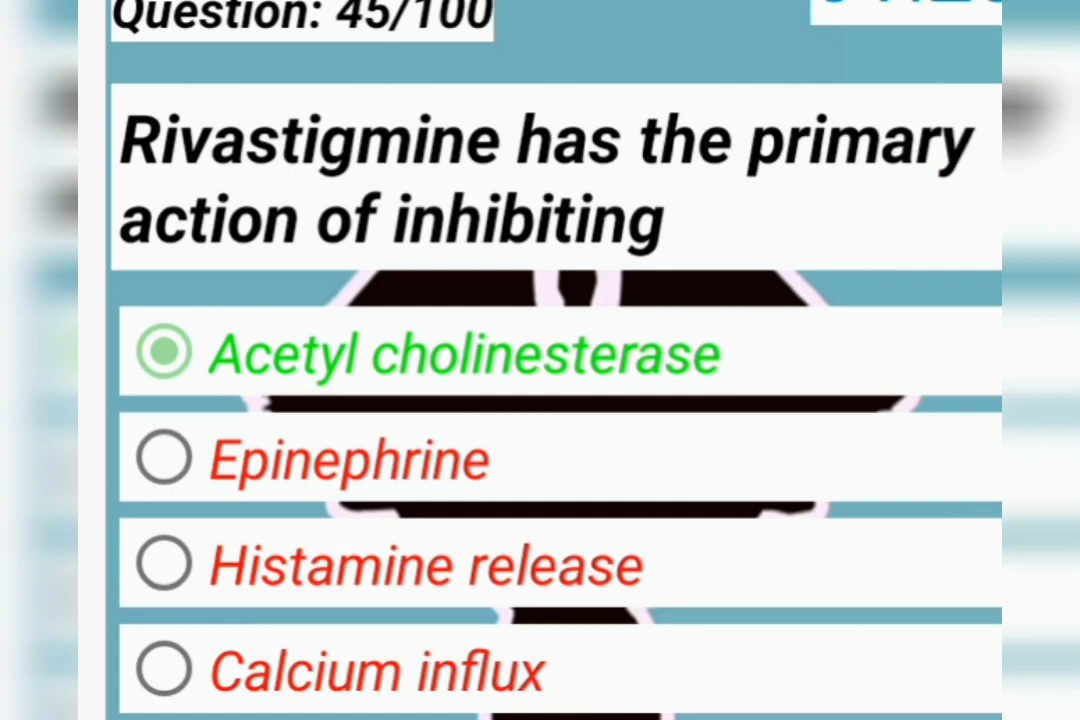 Question: 45/100
Rivastigmine has the primary
action of inhibiting
Acetyl cholinesterase
Epinephrine
Histamine release
Calcium influx